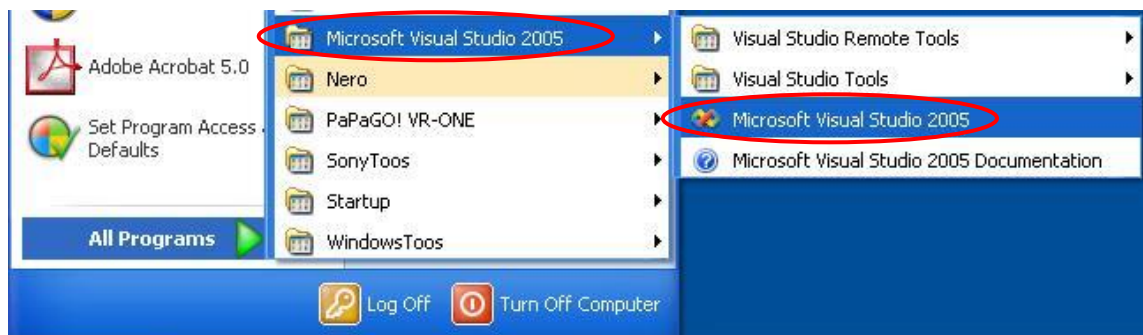 Adobe Acrobat 5.0
Set Program Access
Defaults
All Programs
Microsoft Visual Studio 2005
Nero
PaPaGO! VR-ONE
SonyToos
Startup
WindowsToos
Visual Studio Remote Tools
Visual Studio Tools
Microsoft Visual Studio 2005
Microsoft Visual Studio 2005 Documentation
Log Off
Turn Off Computer